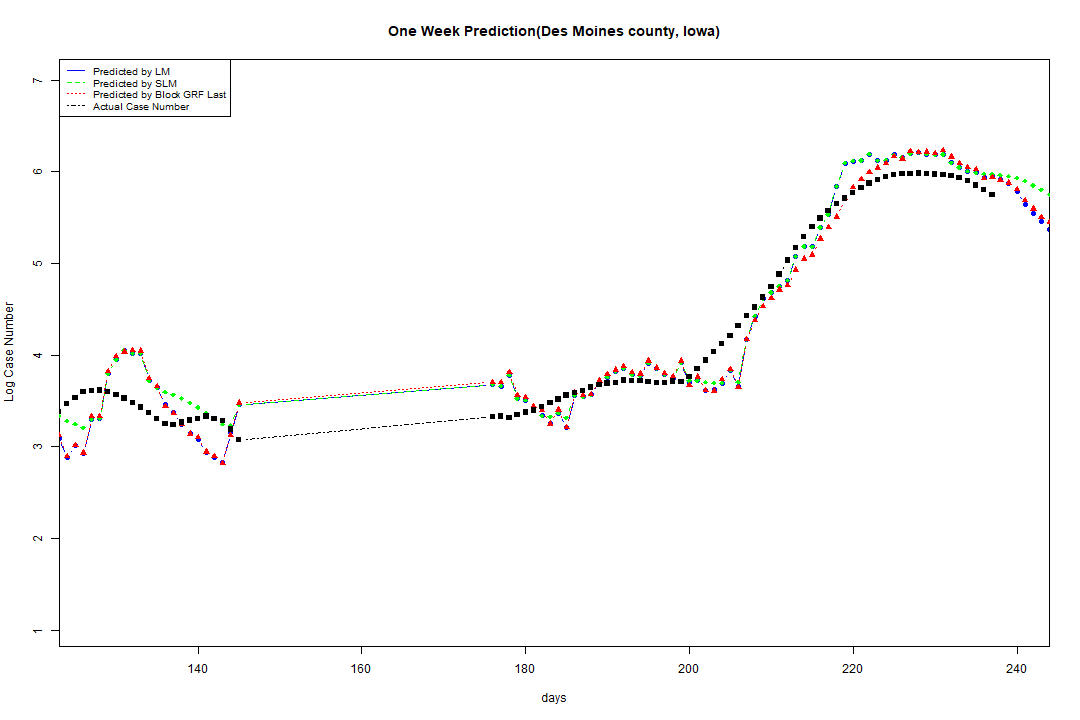 One Week Prediction(Des Moines county, Iowa)
Predicted by LM
Predicted by SLM
Predicted by Block GRF Last
Actual Case Number
7
6
5
4
3
2
1
Log Case Number
140 160 180 200 220 240
days